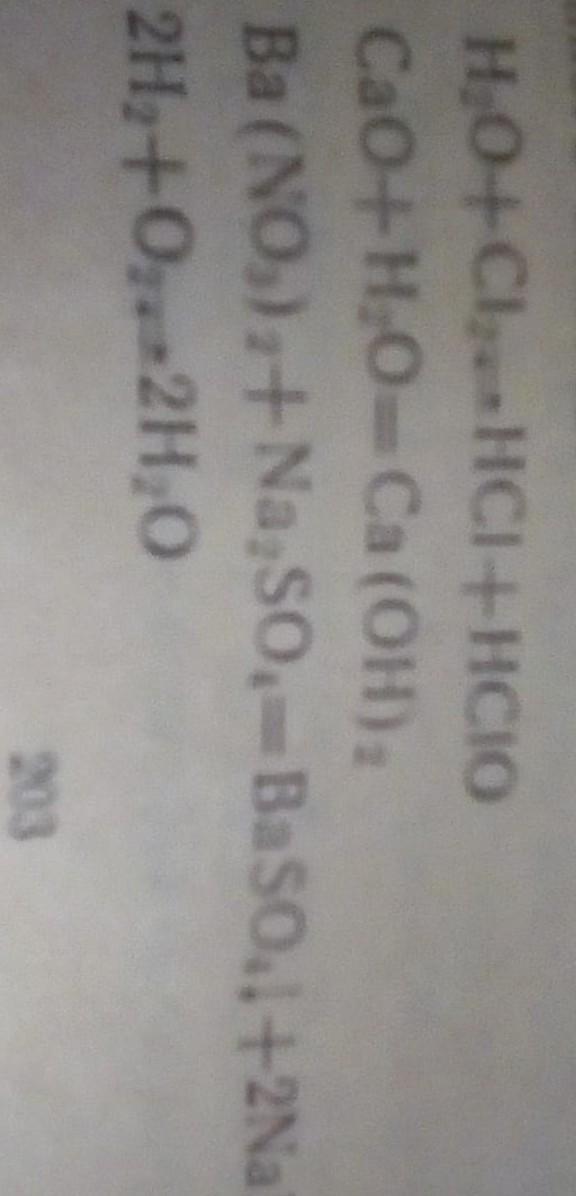 H₂O+Cl₂⇌HCl+HClO
CaO+H₂O=Ca(OH)₂
Ba(NO₃)₂+Na₂SO₄=BaSO₄↓+2Na
2H₂+O₂⇌2H₂O
203